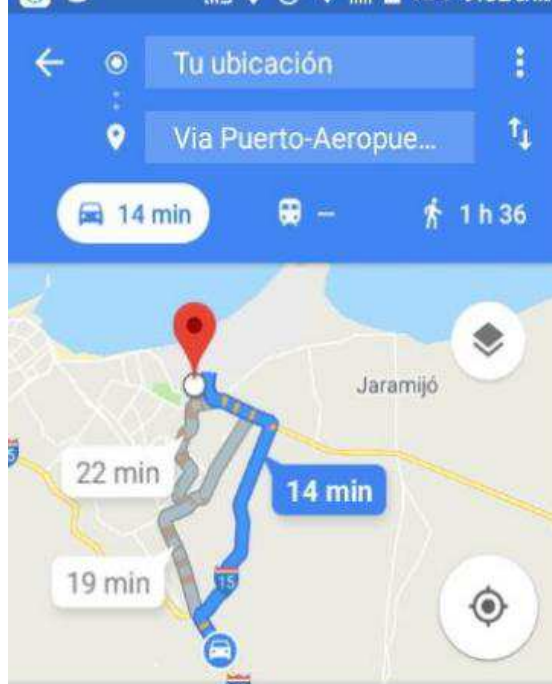 Tu ubicación
Via Puerto-Aeropue...
14 min
–
1 h 36
Jaramijó
22 min
14 min
19 min
15